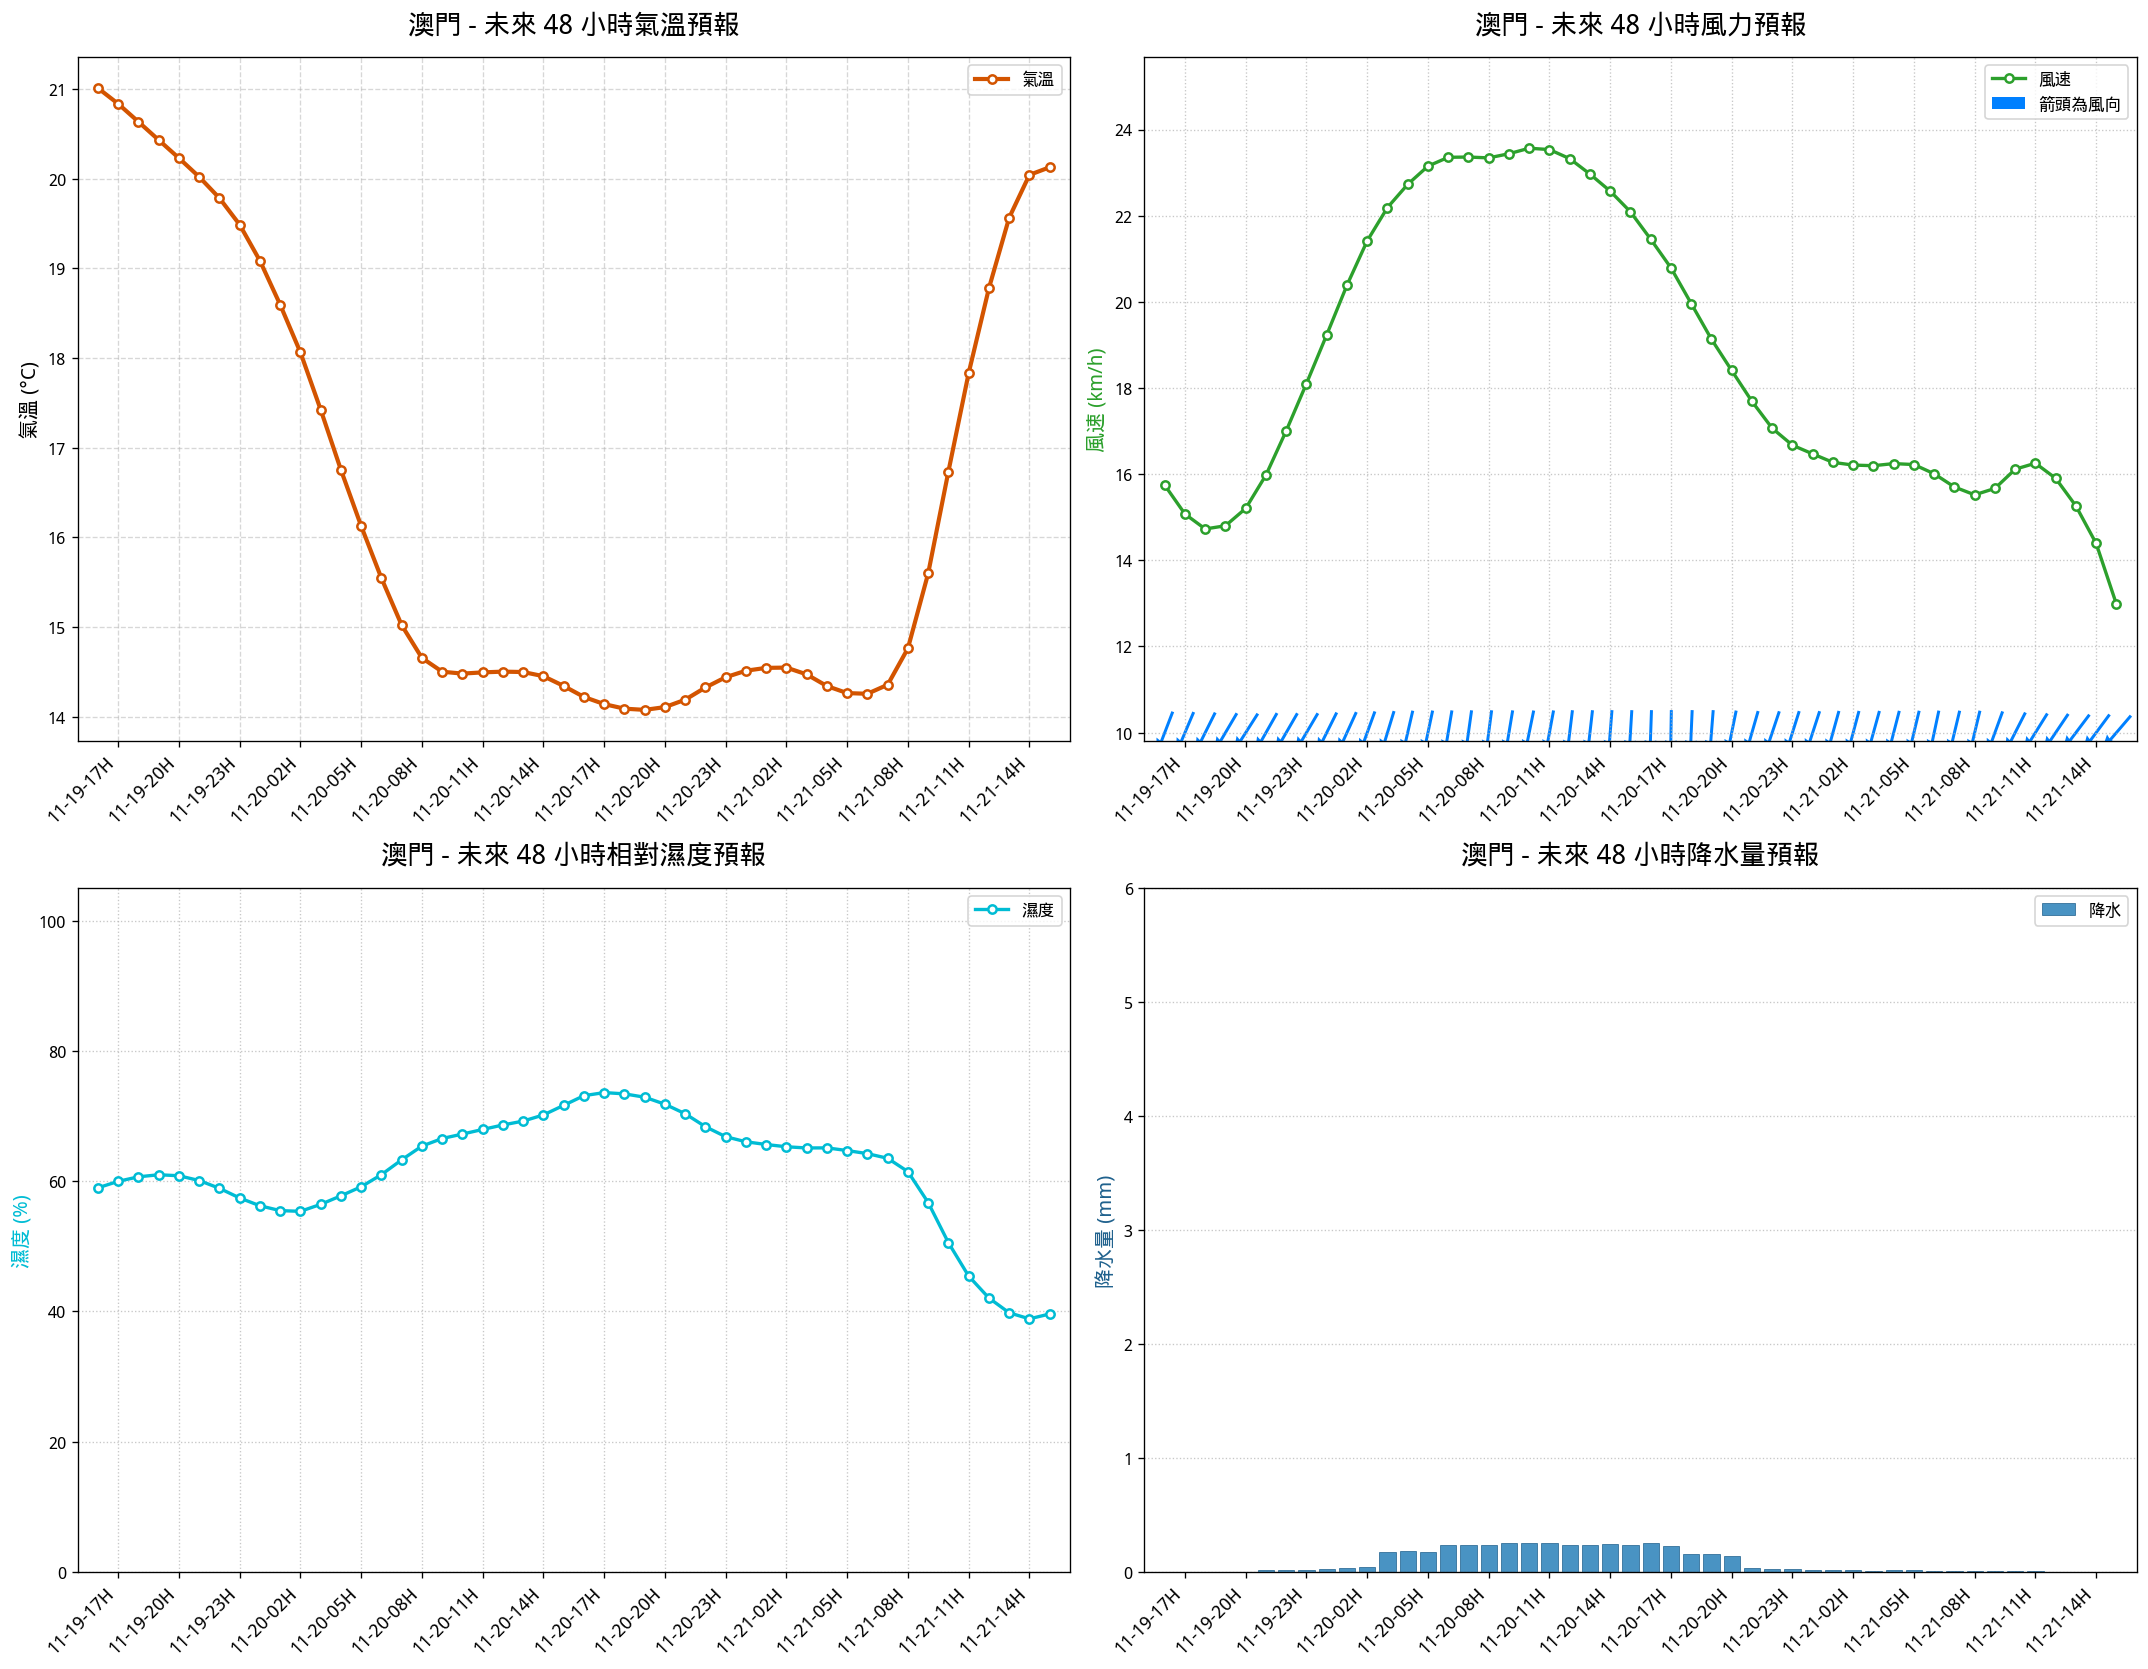 澳門 - 未來 48 小時氣溫預報
氣溫
氣溫 (°C)
21
20
19
18
17
16
15
14
11-19-17H
11-19-20H
11-19-23H
11-20-02H
11-20-05H
11-20-08H
11-20-11H
11-20-14H
11-20-17H
11-20-20H
11-20-23H
11-21-02H
11-21-05H
11-21-08H
11-21-11H
11-21-14H
澳門 - 未來 48 小時風力預報
風速
箭頭為風向
風速 (km/h)
24
22
20
18
16
14
12
10
11-19-17H
11-19-20H
11-19-23H
11-20-02H
11-20-05H
11-20-08H
11-20-11H
11-20-14H
11-20-17H
11-20-20H
11-20-23H
11-21-02H
11-21-05H
11-21-08H
11-21-11H
11-21-14H
澳門 - 未來 48 小時相對濕度預報
濕度
濕度 (%)
100
80
60
40
20
0
11-19-17H
11-19-20H
11-19-23H
11-20-02H
11-20-05H
11-20-08H
11-20-11H
11-20-14H
11-20-17H
11-20-20H
11-20-23H
11-21-02H
11-21-05H
11-21-08H
11-21-11H
11-21-14H
澳門 - 未來 48 小時降水量預報
降水
降水量 (mm)
6
5
4
3
2
1
0
11-19-17H
11-19-20H
11-19-23H
11-20-02H
11-20-05H
11-20-08H
11-20-11H
11-20-14H
11-20-17H
11-20-20H
11-20-23H
11-21-02H
11-21-05H
11-21-08H
11-21-11H
11-21-14H